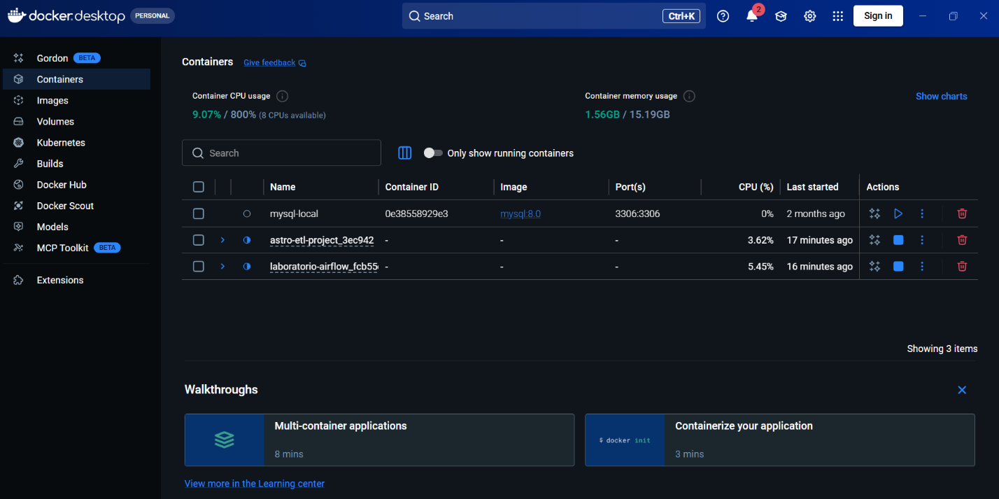 docker.desktop PERSONAL Search Ctrl+K 2 Sign in
Gordon BETA
Containers
Images
Volumes
Kubernetes
Builds
Docker Hub
Docker Scout
Models
MCP Toolkit BETA
Extensions
Containers Give feedback
Container CPU usage
9.07% / 800% (8 CPUs available)
Container memory usage
1.56GB / 15.19GB
Show charts
Search Only show running containers
Name Container ID Image Port(s) CPU (%) Last started Actions
mysql-local 0e38558929e3 mysql:8.0 3306:3306 0% 2 months ago
astro-etl-project_3ec942 - - - 3.62% 17 minutes ago
laboratorio-airflow_fcb55 - - - 5.45% 16 minutes ago
Showing 3 items
Walkthroughs
Multi-container applications
8 mins
$ docker init
Containerize your application
3 mins
View more in the Learning center